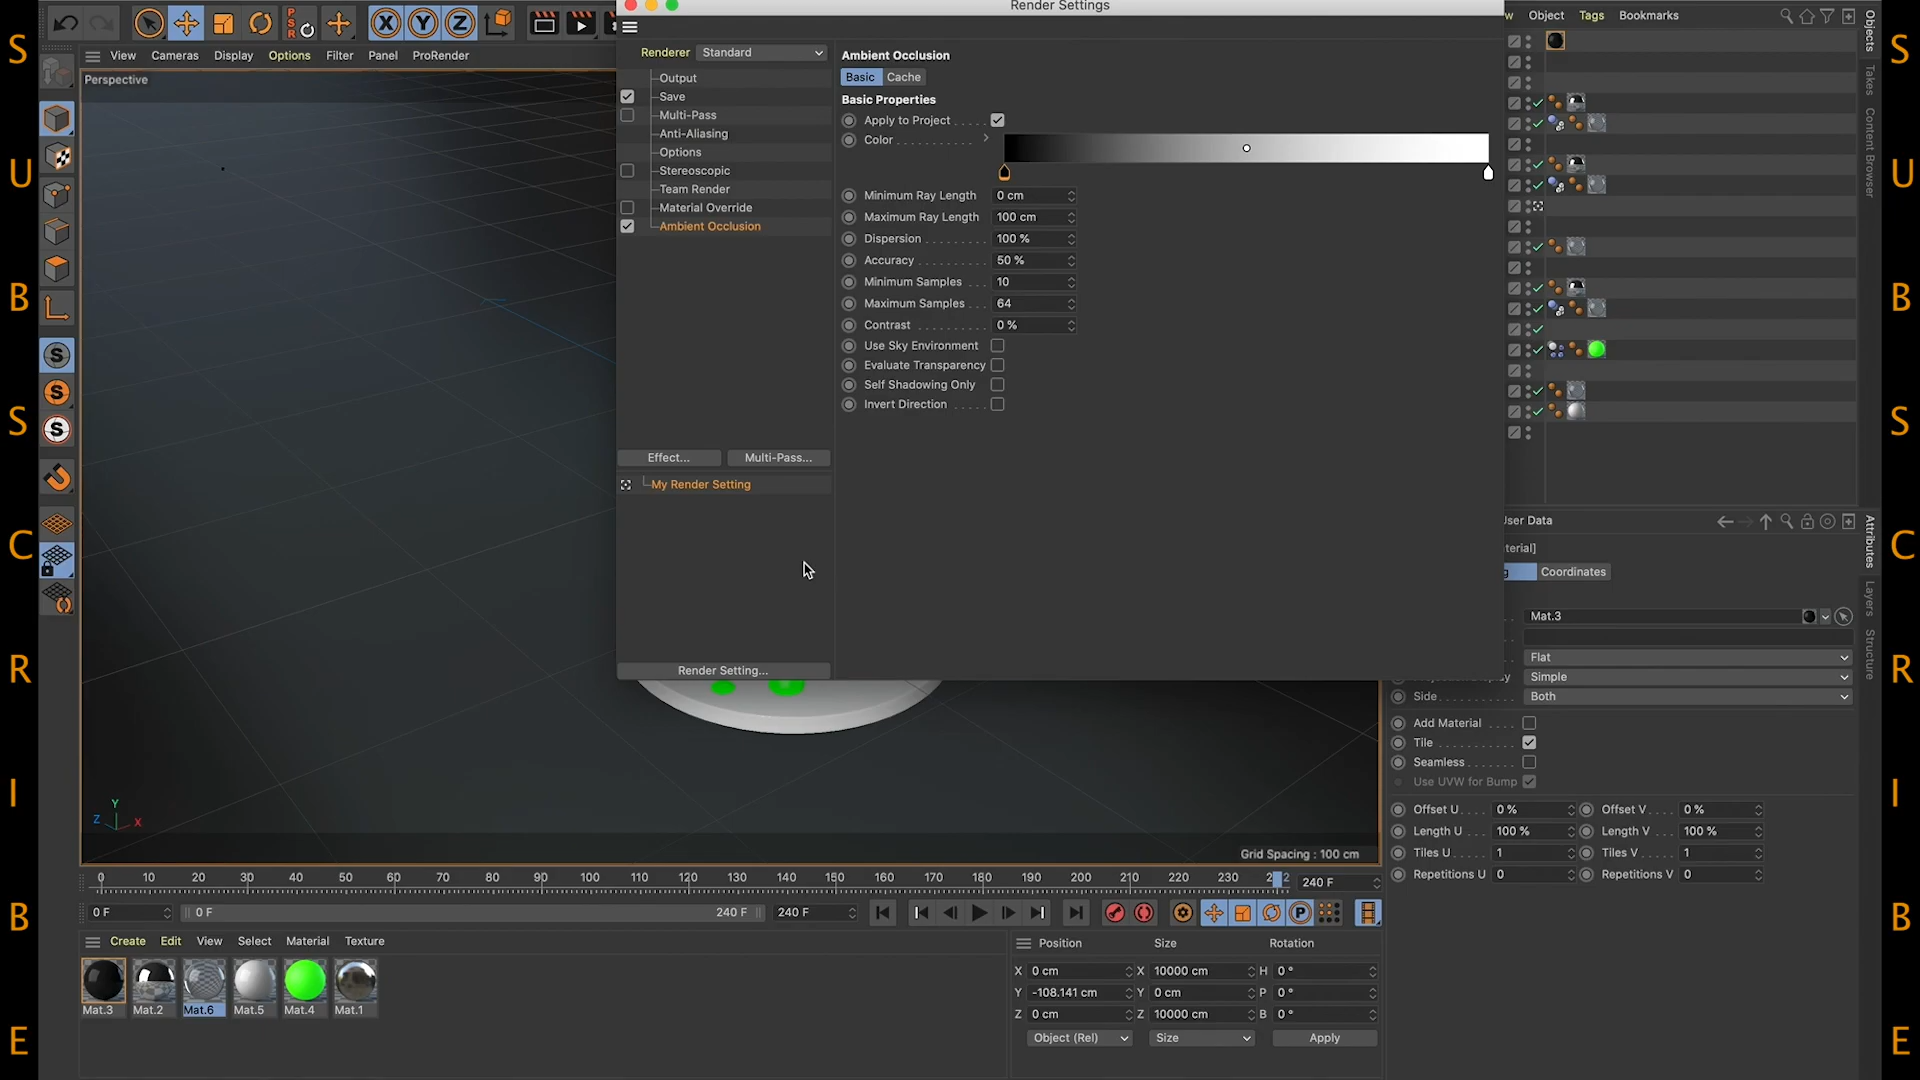 Render Settings
Object Tags Bookmarks
View Cameras Display Options Filter Panel ProRender
Perspective
Renderer Standard
Output
Save
Multi-Pass
Anti-Aliasing
Options
Stereoscopic
Team Render
Material Override
Ambient Occlusion
Effect... Multi-Pass...
My Render Setting
Render Setting...
Ambient Occlusion
Basic Cache
Basic Properties
Apply to Project
Color
Minimum Ray Length 0 cm
Maximum Ray Length 100 cm
Dispersion 100 %
Accuracy 50 %
Minimum Samples 10
Maximum Samples 64
Contrast 0 %
Use Sky Environment
Evaluate Transparency
Self Shadowing Only
Invert Direction
Objects
Takes
Content Browser
User Data
Coordinates
Attributes
Layers
Structure
Mat.3
Flat
Simple
Side Both
Add Material
Tile
Seamless
Use UVW for Bump
Offset U 0 % Offset V 0 %
Length U 100 % Length V 100 %
Tiles U 1 Tiles V 1
Repetitions U 0 Repetitions V 0
Y
Z X
Grid Spacing : 100 cm
0 10 20 30 40 50 60 70 80 90 100 110 120 130 140 150 160 170 180 190 200 210 220 230 240 F
0 F 0 F 240 F 240 F
Create Edit View Select Material Texture
Mat.3 Mat.2 Mat.6 Mat.5 Mat.4 Mat.1
Position Size Rotation
X 0 cm X 10000 cm H 0 °
Y -108.141 cm Y 0 cm P 0 °
Z 0 cm Z 10000 cm B 0 °
Object (Rel) Size Apply
S
U
B
S
C
R
I
B
E
S
U
B
S
C
R
I
B
E